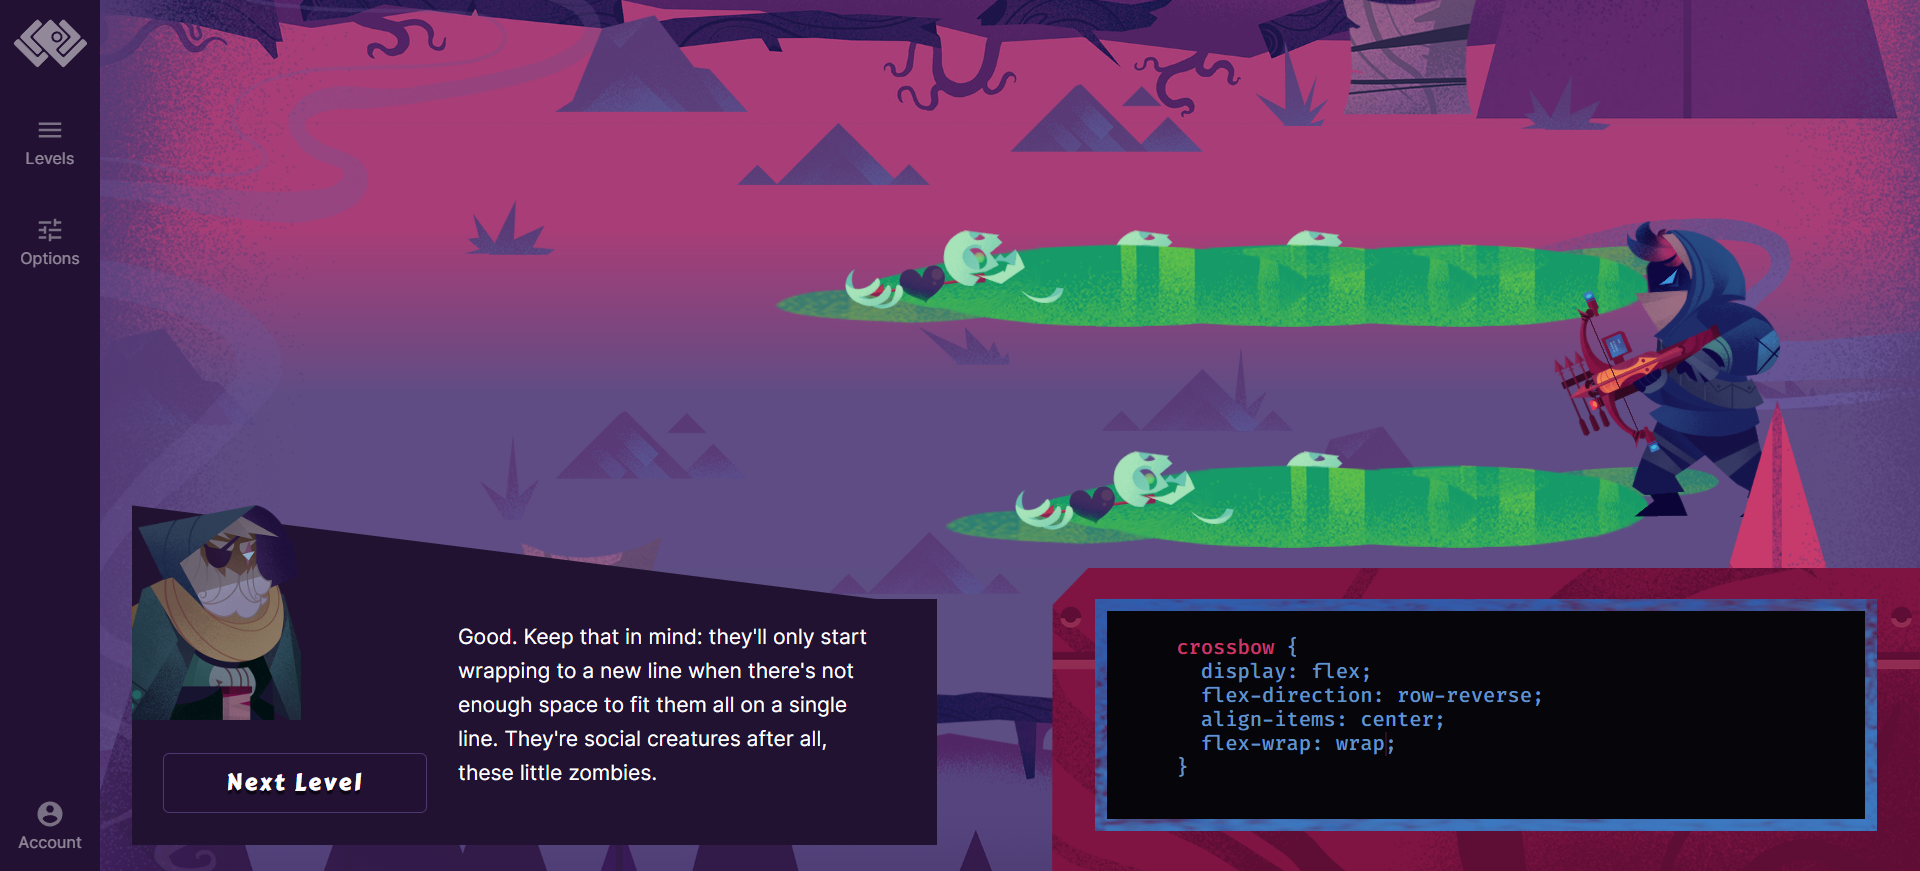 Levels
Options
Good. Keep that in mind: they'll only start
wrapping to a new line when there's not
enough space to fit them all on a single
line. They're social creatures after all,
these little zombies.
Next Level
Account
crossbow {
  display: flex;
  flex-direction: row-reverse;
  align-items: center;
  flex-wrap: wrap;
}